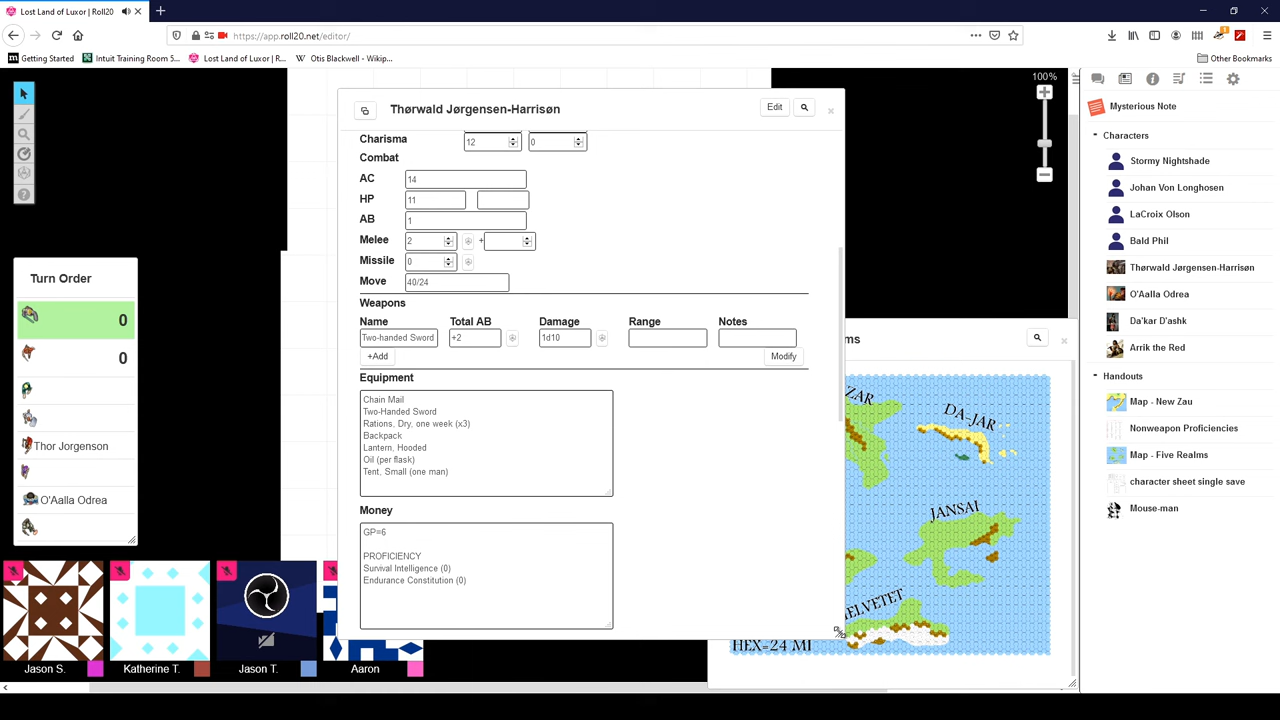 Lost Land of Luxor | Roll20
https://app.roll20.net/editor/
Getting Started
Intuit Training Room 5...
Lost Land of Luxor | R...
Otis Blackwell - Wikip...
Other Bookmarks
Thørwald Jørgensen-Harrisøn
Edit
Charisma 12 0
Combat
AC 14
HP 11
AB 1
Melee 2 +
Missile 0
Move 40/24
Weapons
Name Total AB Damage Range Notes
Two-handed Sword +2 1d10
+Add Modify
Equipment
Chain Mail
Two-Handed Sword
Rations, Dry, one week (x3)
Backpack
Lantern, Hooded
Oil (per flask)
Tent, Small (one man)
Money
GP=6
PROFICIENCY
Survival Intelligence (0)
Endurance Constitution (0)
Turn Order
0
0
Thor Jorgenson
O'Aalla Odrea
Jason S.
Katherine T.
Jason T.
Aaron
100%
ms
ZAR
DA-JAR
JANSAI
ELVETET
HEX=24 MI
Mysterious Note
Characters
Stormy Nightshade
Johan Von Longhosen
LaCroix Olson
Bald Phil
Thørwald Jørgensen-Harrisøn
O'Aalla Odrea
Da'kar D'ashk
Arrik the Red
Handouts
Map - New Zau
Nonweapon Proficiencies
Map - Five Realms
character sheet single save
Mouse-man